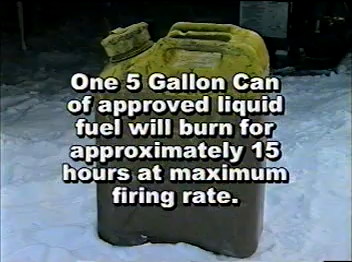 One 5 Gallon Can
of approved liquid
fuel will burn for
approximately 15
hours at maximum
firing rate.